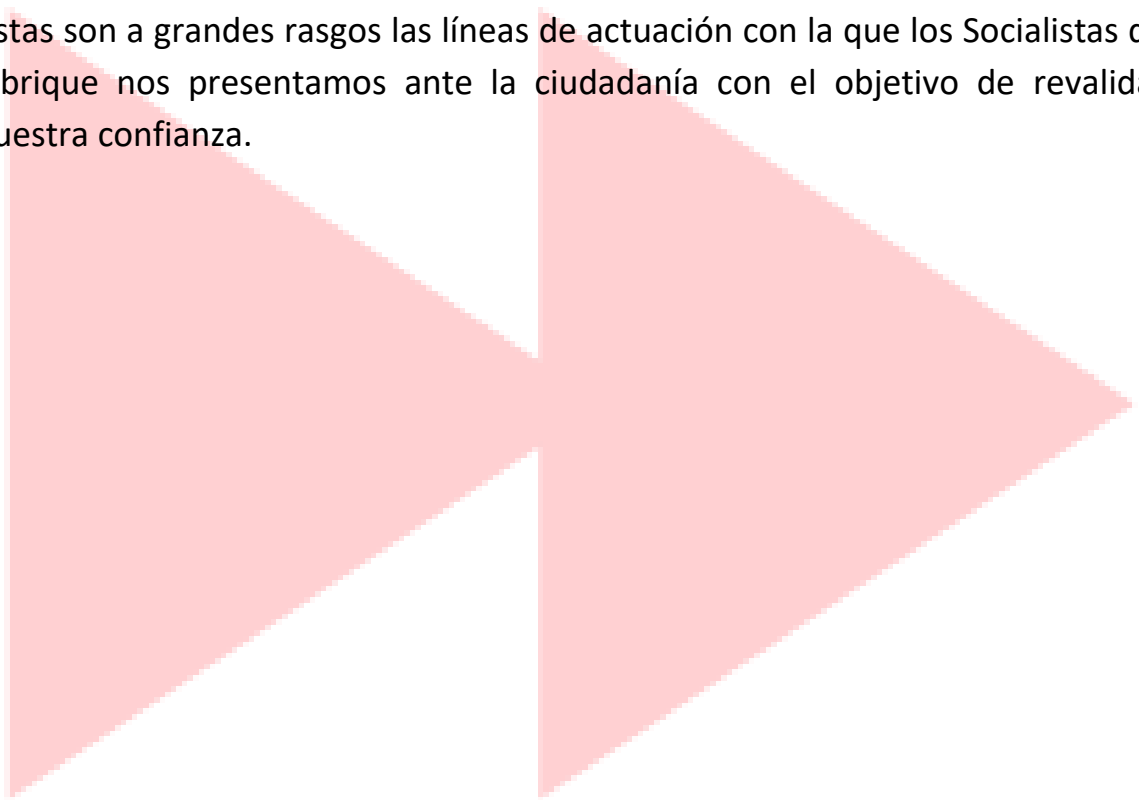 stas son a grandes rasgos las líneas de actuación con la que los Socialistas d
brique nos presentamos ante la ciudadanía con el objetivo de revalida
uestra confianza.